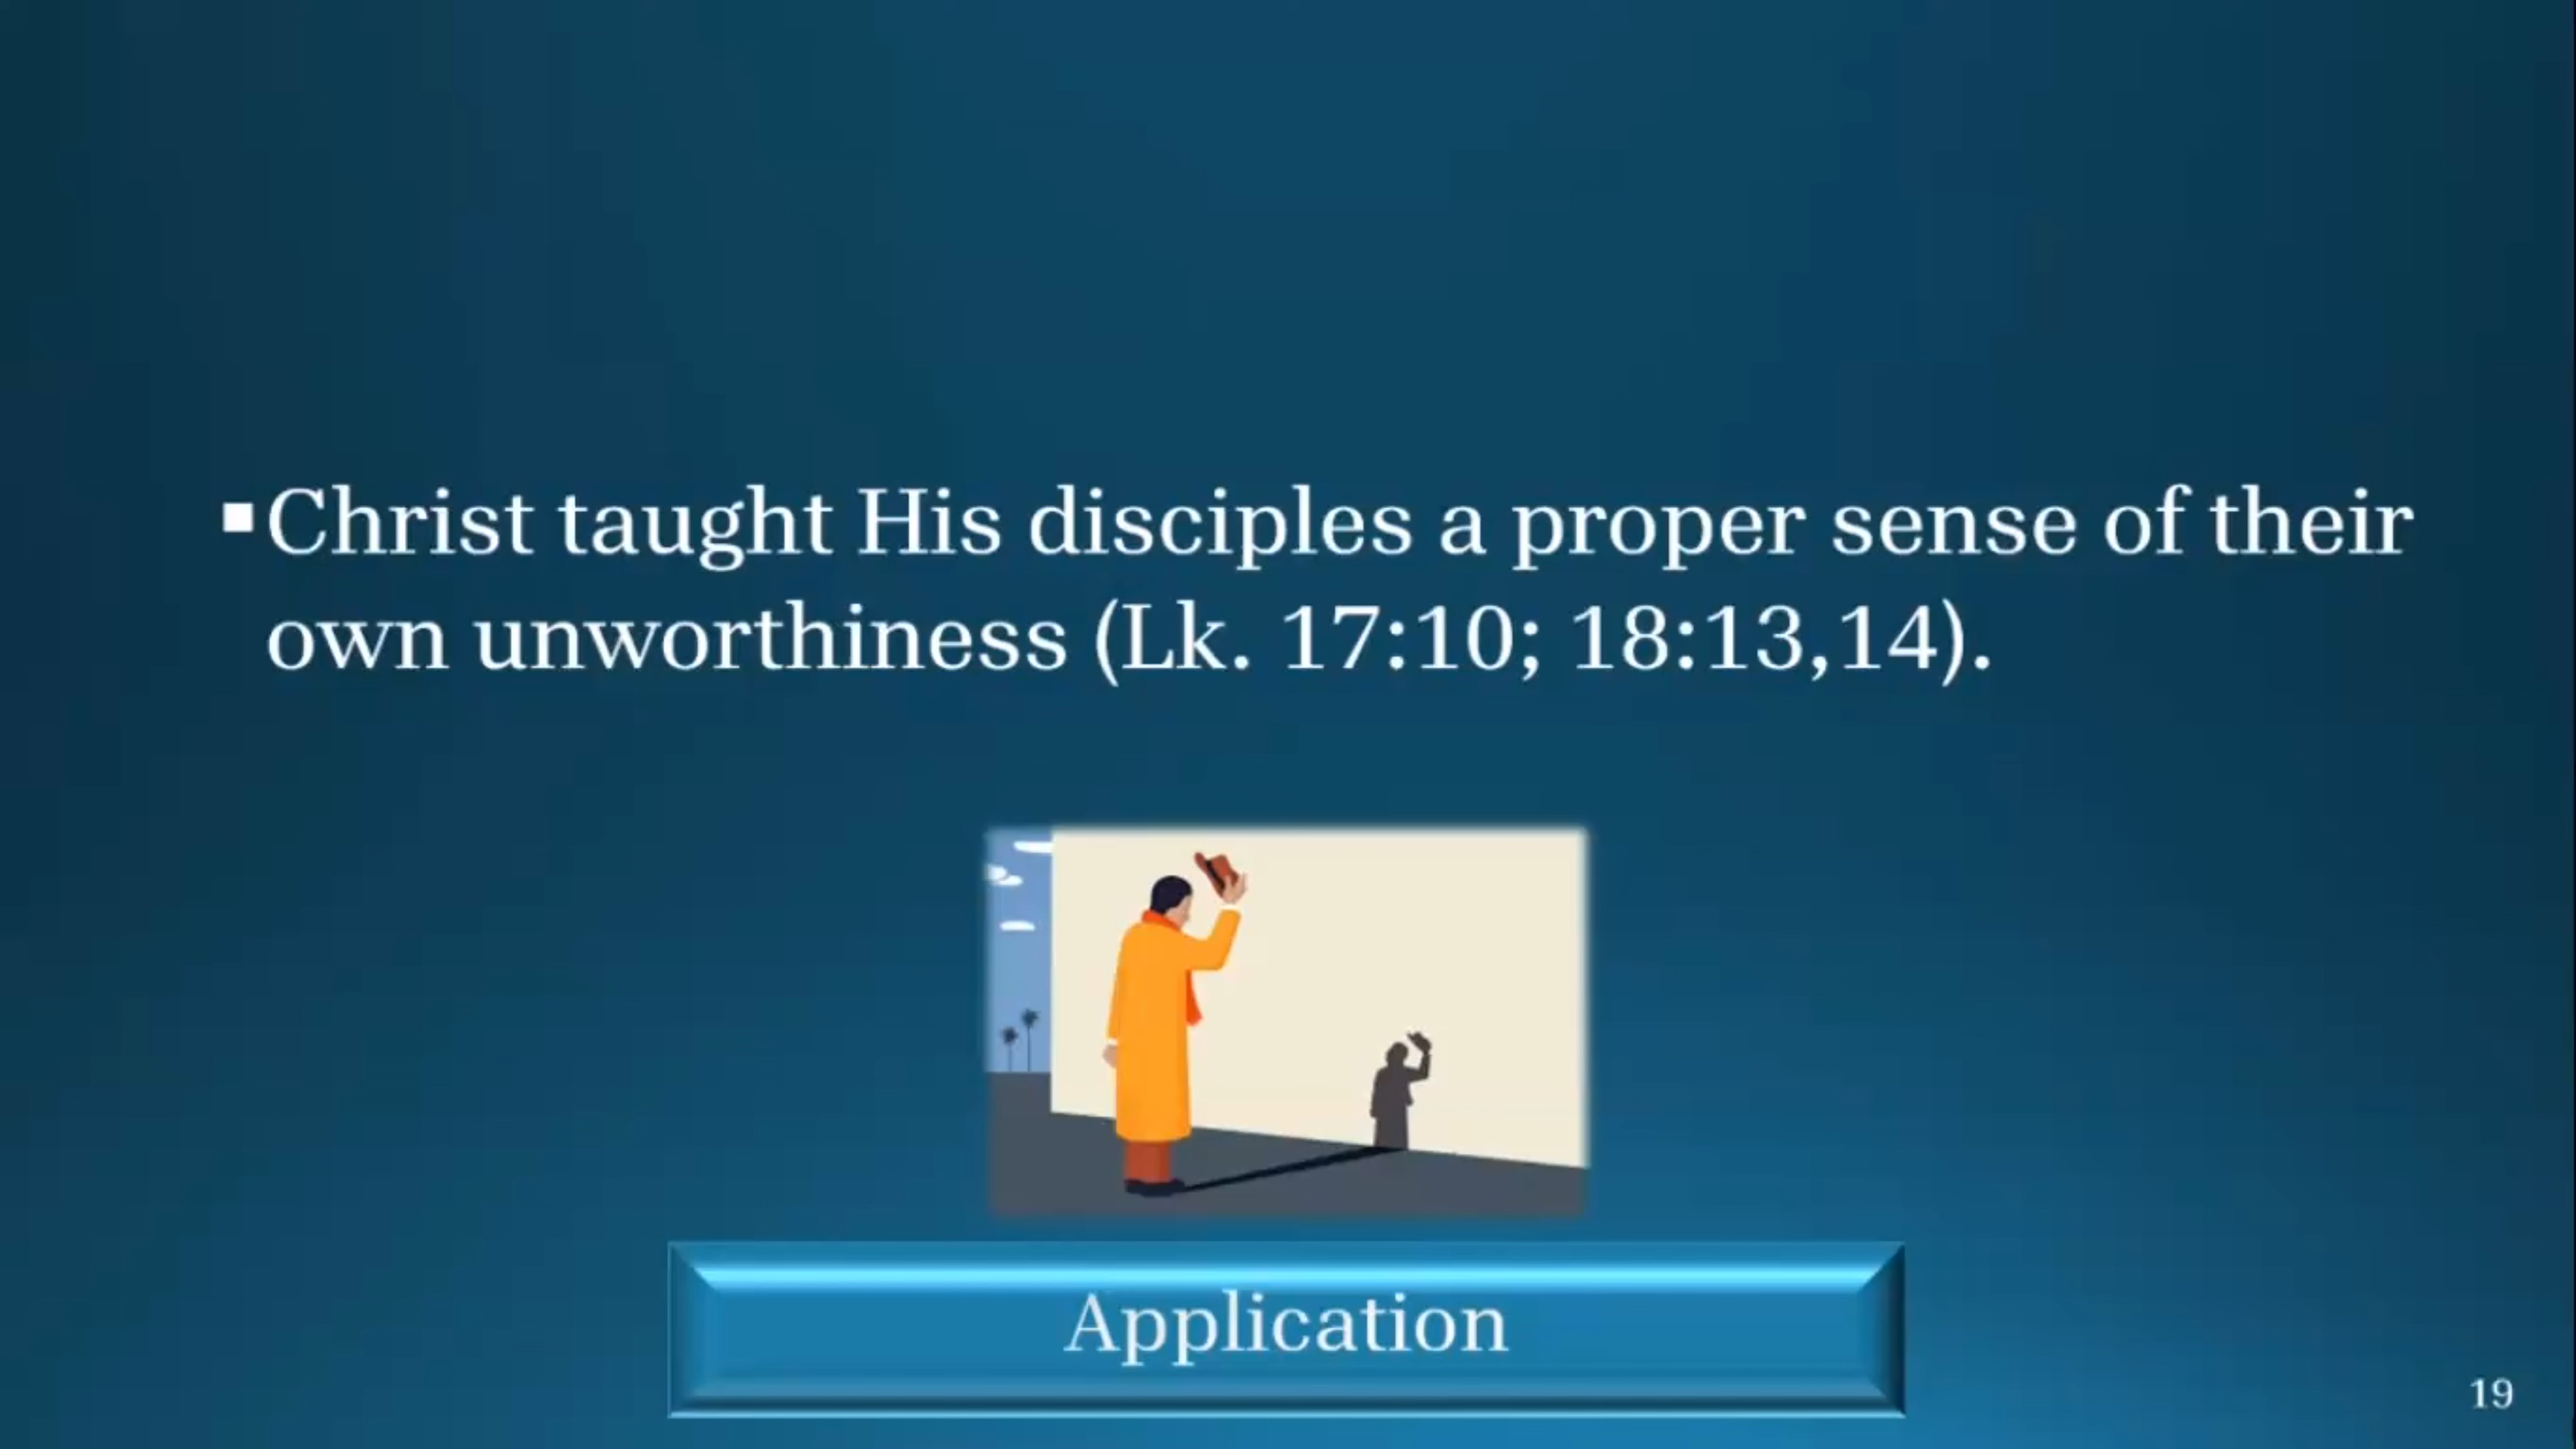 ▪Christ taught His disciples a proper sense of their
own unworthiness (Lk. 17:10; 18:13,14).
Application
19